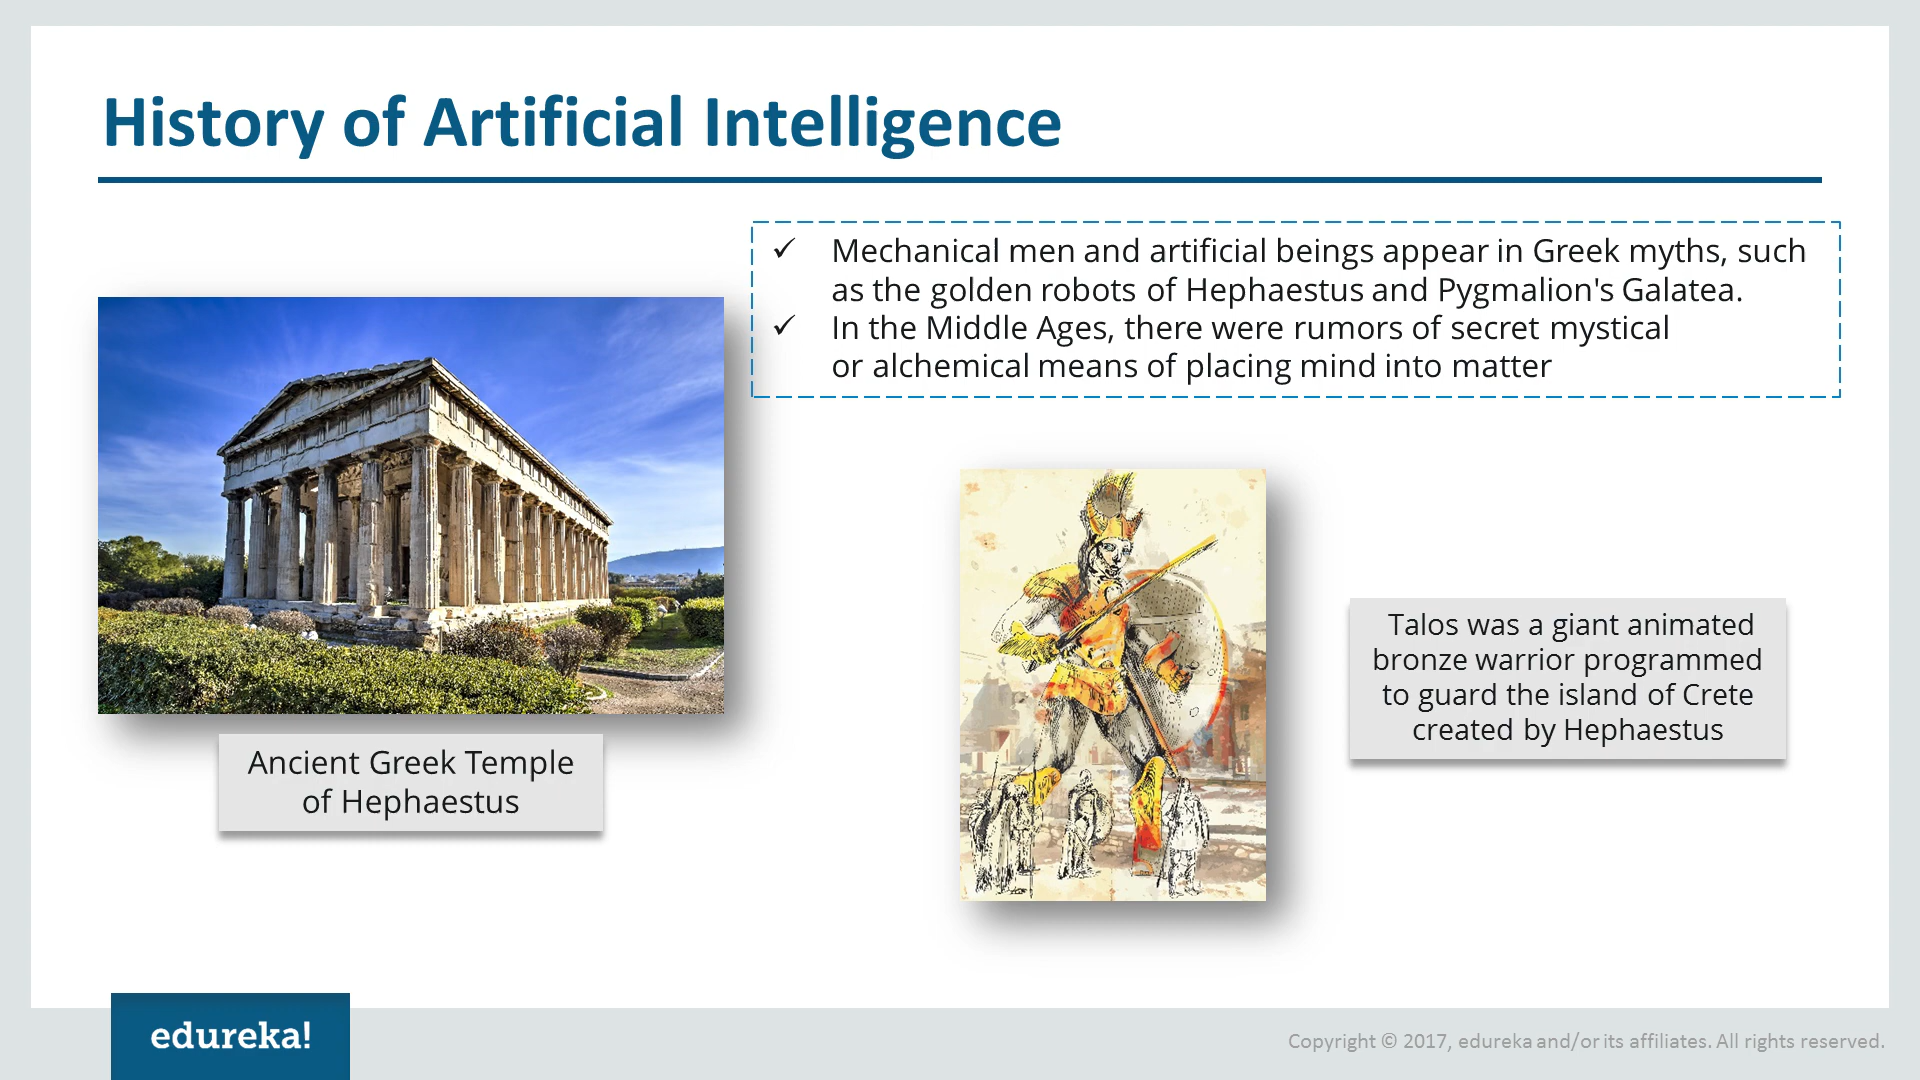 History of Artificial Intelligence
✓ Mechanical men and artificial beings appear in Greek myths, such
as the golden robots of Hephaestus and Pygmalion's Galatea.
✓ In the Middle Ages, there were rumors of secret mystical
or alchemical means of placing mind into matter
Ancient Greek Temple
of Hephaestus
Talos was a giant animated
bronze warrior programmed
to guard the island of Crete
created by Hephaestus
edureka!
Copyright © 2017, edureka and/or its affiliates. All rights reserved.